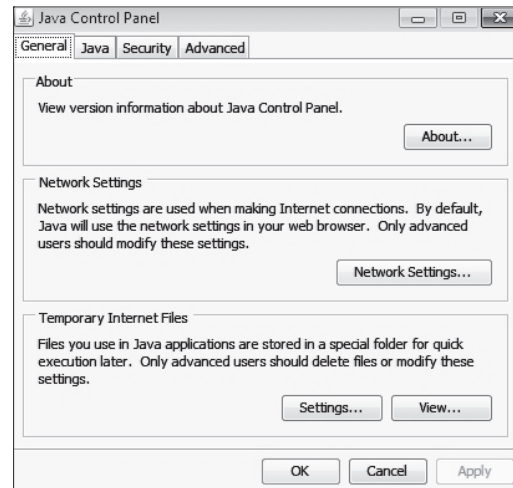 Java Control Panel
General Java Security Advanced
About
View version information about Java Control Panel.
About...
Network Settings
Network settings are used when making Internet connections. By default,
Java will use the network settings in your web browser. Only advanced
users should modify these settings.
Network Settings...
Temporary Internet Files
Files you use in Java applications are stored in a special folder for quick
execution later. Only advanced users should delete files or modify these
settings.
Settings... View...
OK Cancel Apply